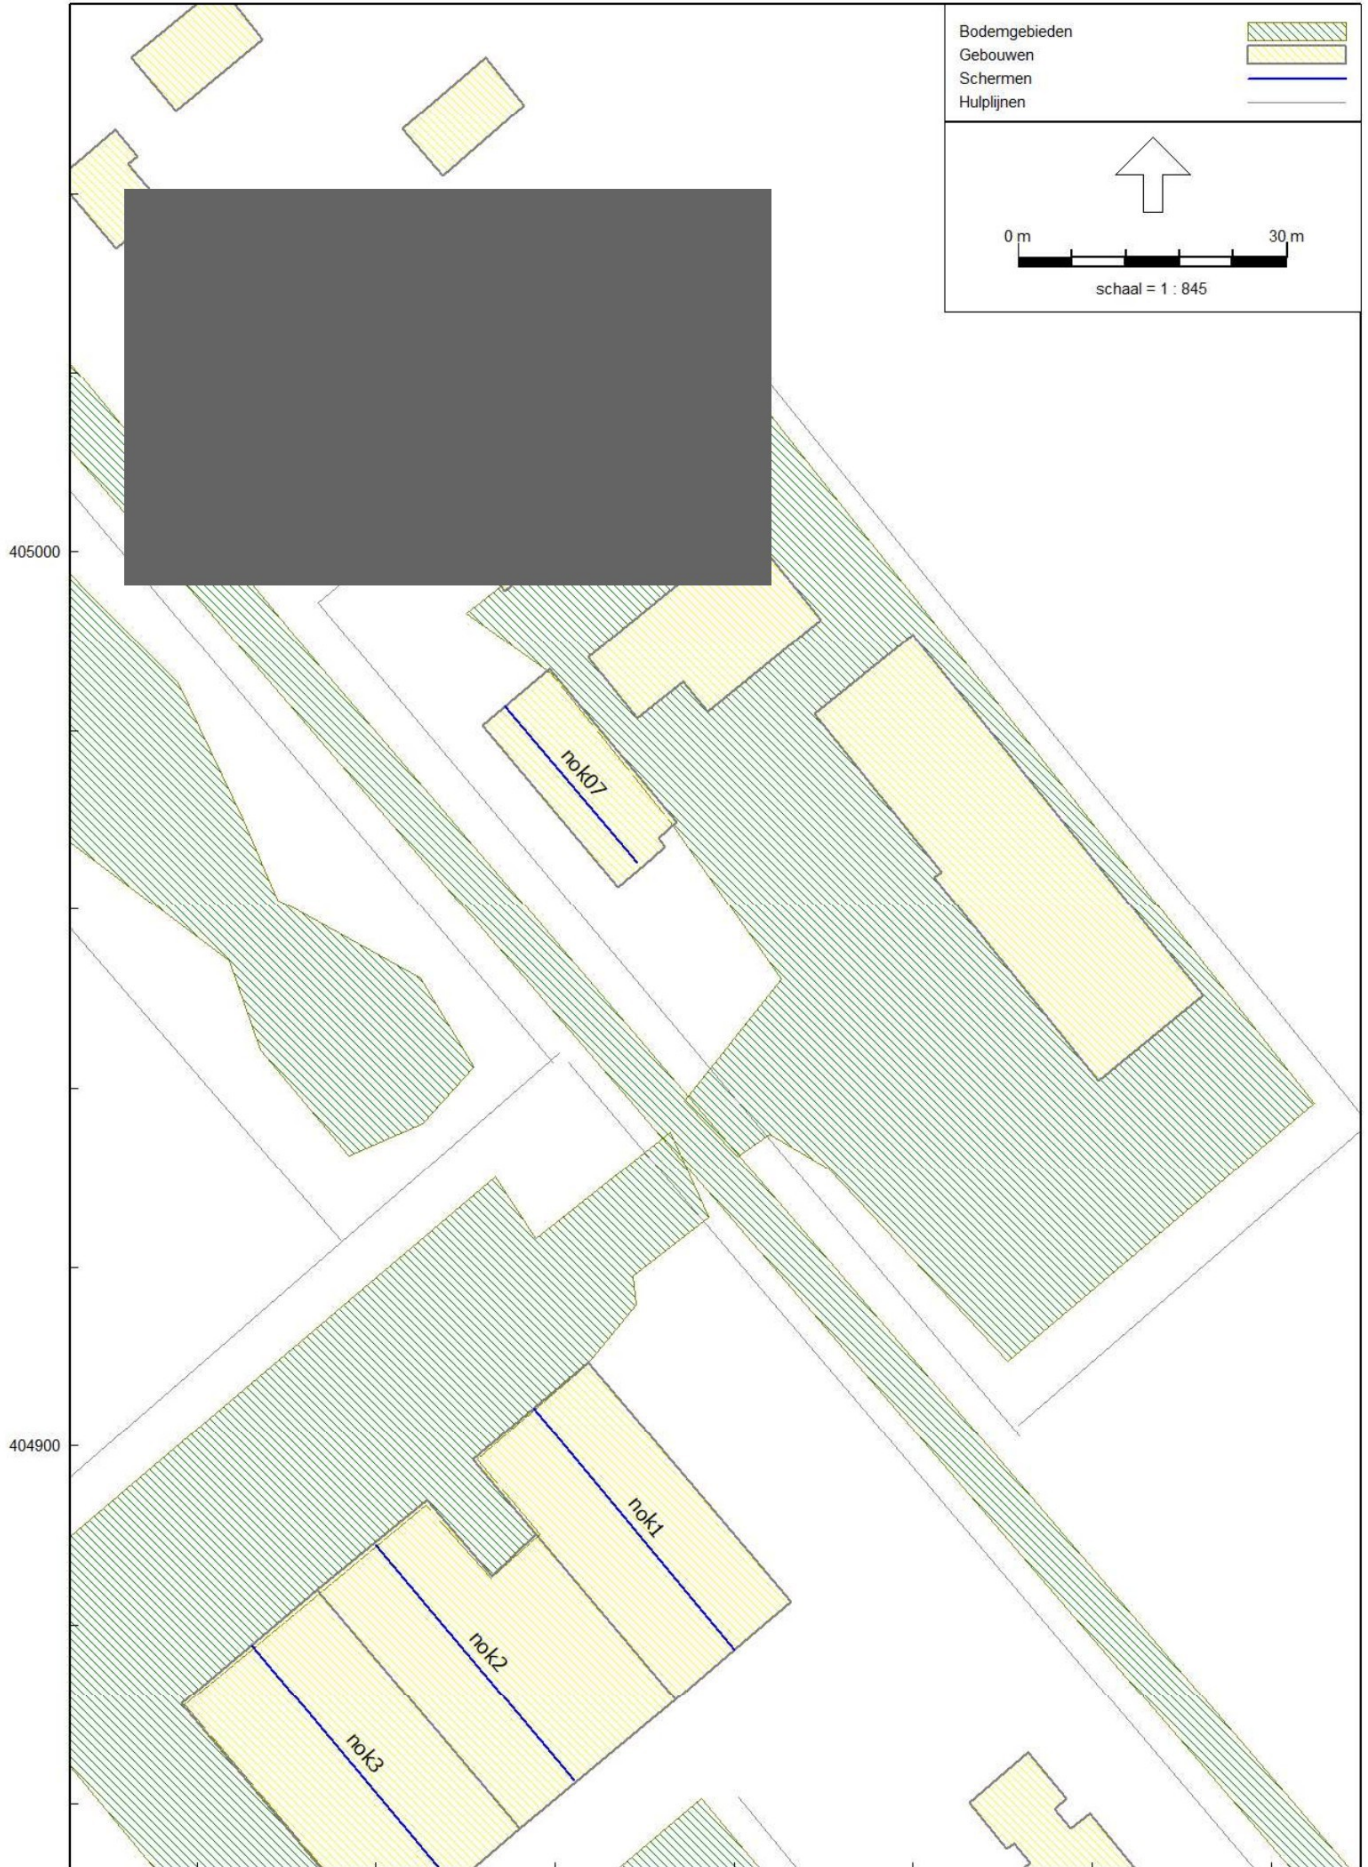 Bodemgebieden
Gebouwen
Schermen
Hulplijnen
0 m 30 m
schaal = 1 : 845
405000
nok07
404900
nok1
nok2
nok3